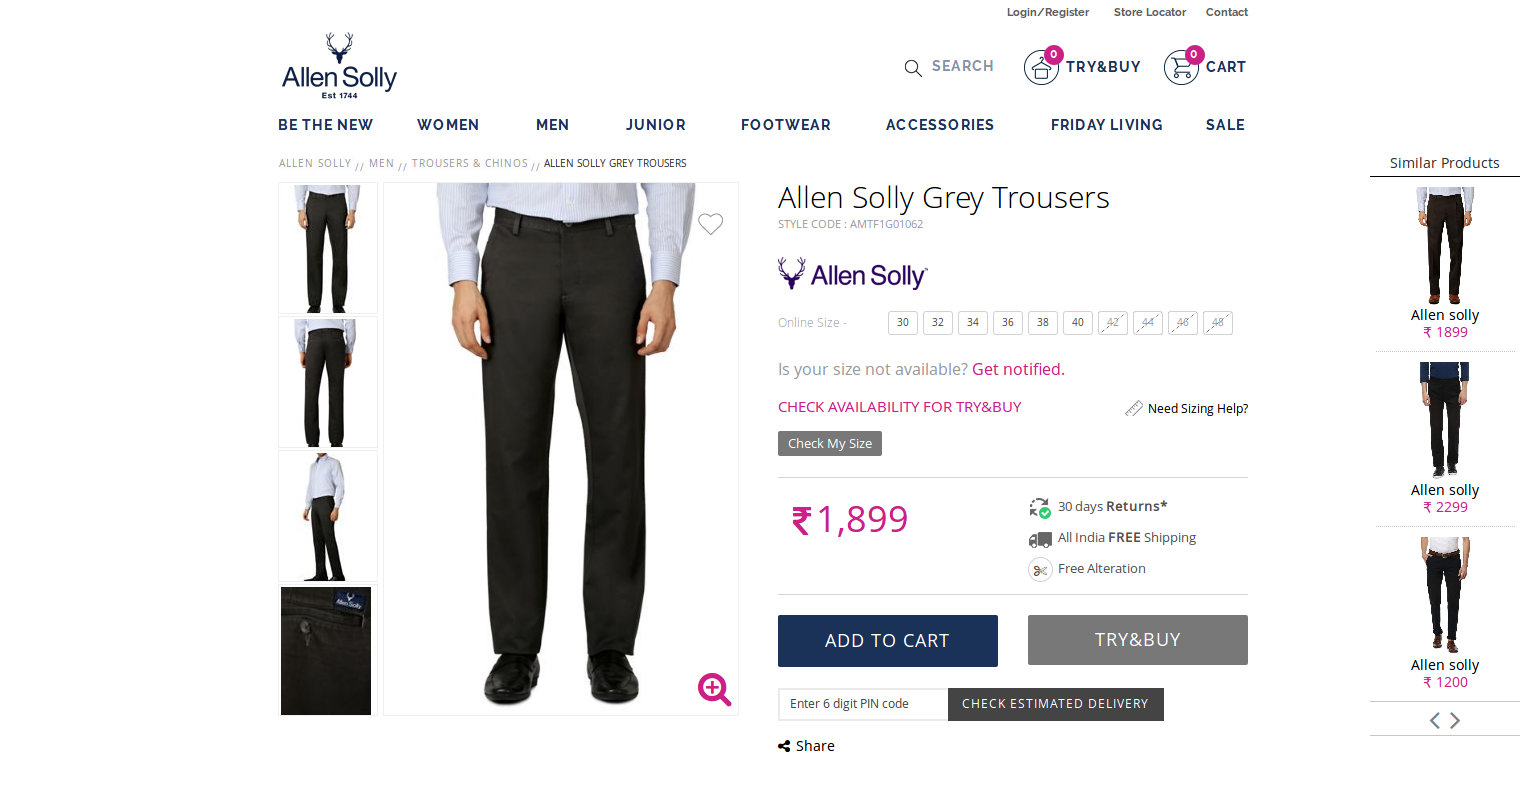 Login/Register Store Locator Contact
Allen Solly
Est 1744
SEARCH 0 TRY&BUY 0 CART
BE THE NEW WOMEN MEN JUNIOR FOOTWEAR ACCESSORIES FRIDAY LIVING SALE
ALLEN SOLLY // MEN // TROUSERS & CHINOS // ALLEN SOLLY GREY TROUSERS
Allen Solly Grey Trousers
STYLE CODE : AMTF1G01062
Allen Solly
Online Size - 30 32 34 36 38 40 42 44 46 48
Is your size not available? Get notified.
CHECK AVAILABILITY FOR TRY&BUY
Need Sizing Help?
Check My Size
₹1,899
30 days Returns*
All India FREE Shipping
Free Alteration
ADD TO CART TRY&BUY
Enter 6 digit PIN code CHECK ESTIMATED DELIVERY
Share
Allen Solly
Similar Products
Allen solly
₹ 1899
Allen solly
₹ 2299
Allen solly
₹ 1200